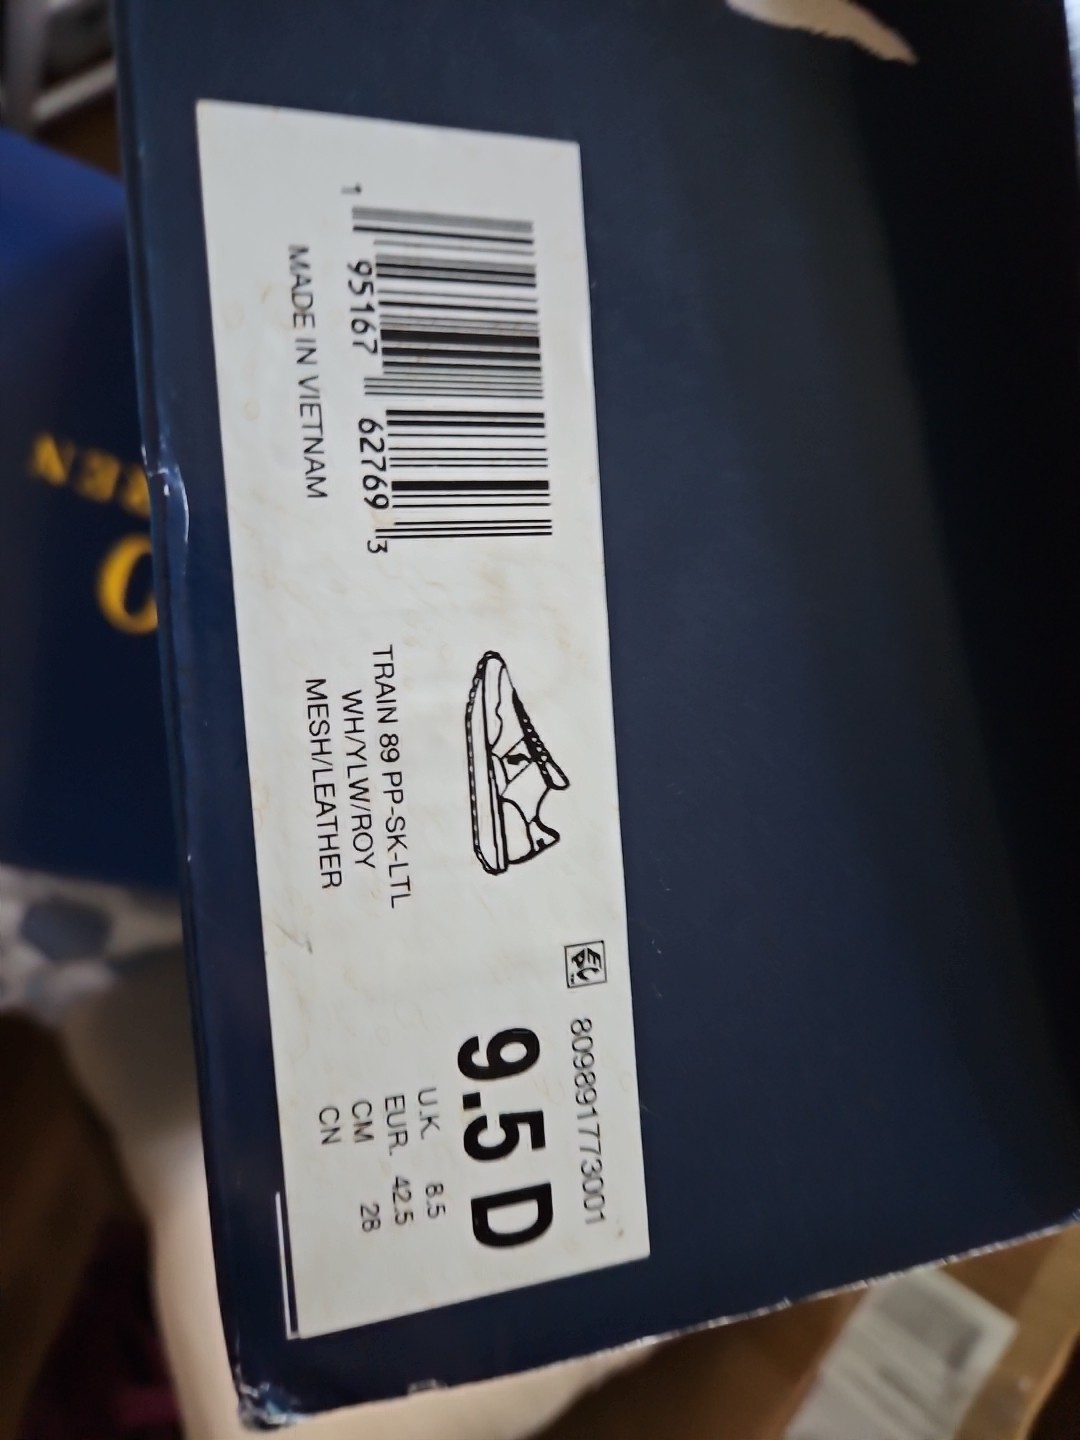 1 95167 62769 3
MADE IN VIETNAM
TRAIN 89 PP-SK-LTL
WH/YLW/ROY
MESH/LEATHER
809891773001
9.5 D
U.K. 8.5
EUR. 42.5
CM 28
CN